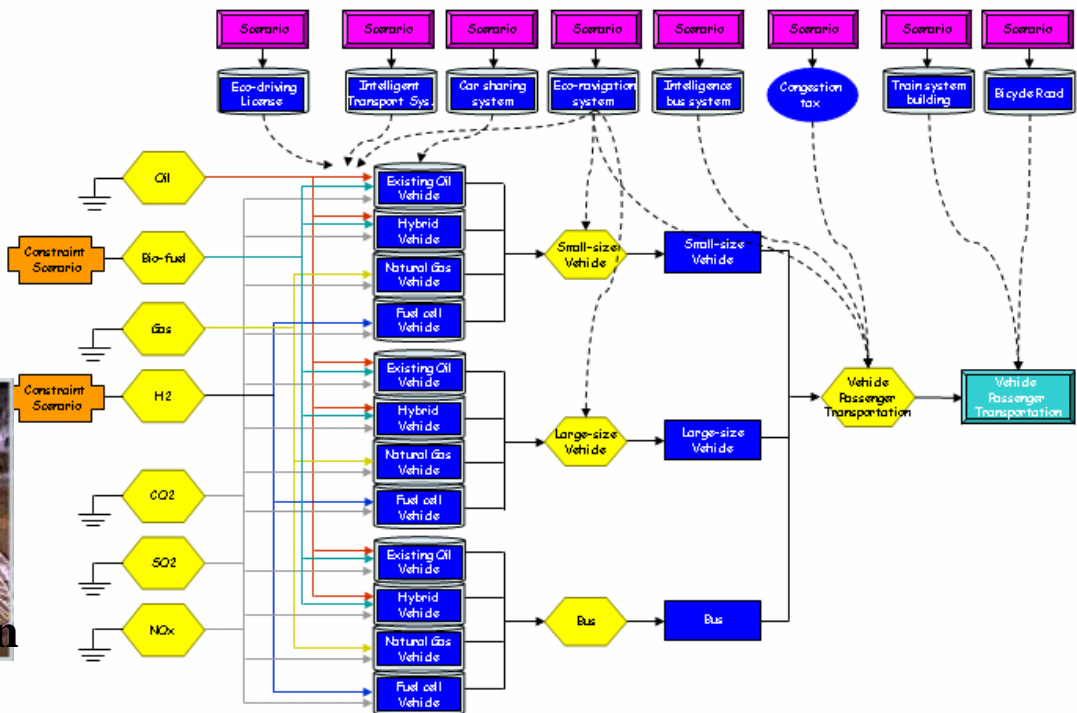 Scenario
Scenario
Scenario
Scenario
Scenario
Scenario
Scenario
Scenario
Eco-driving
License
Intelligent
Transport Sys.
Car sharing
system
Eco-navigation
system
Intelligence
bus system
Congestion
tax
Train system
building
Bicycle Road
Oil
Constraint
Scenario
Bio-fuel
Gas
Constraint
Scenario
H2
CO2
SO2
NOx
n
Existing Oil
Vehicle
Hybrid
Vehicle
Natural Gas
Vehicle
Fuel cell
Vehicle
Existing Oil
Vehicle
Hybrid
Vehicle
Natural Gas
Vehicle
Fuel cell
Vehicle
Existing Oil
Vehicle
Hybrid
Vehicle
Natural Gas
Vehicle
Fuel cell
Vehicle
Small-size
Vehicle
Small-size
Vehicle
Large-size
Vehicle
Large-size
Vehicle
Bus
Bus
Vehicle
Passenger
Transportation
Vehicle
Passenger
Transportation